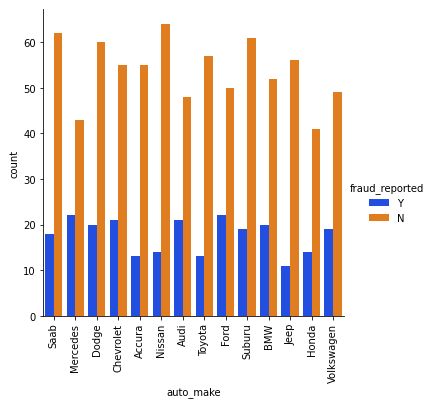 count
60
50
40
30
20
10
0
Saab
Mercedes
Dodge
Chevrolet
Accura
Nissan
Audi
Toyota
Ford
Suburu
BMW
Jeep
Honda
Volkswagen
auto_make
fraud_reported
Y
N